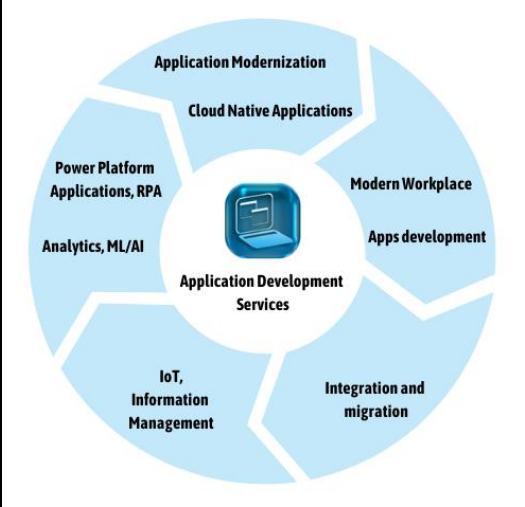 Application Modernization
Cloud Native Applications
Modern Workplace
Apps development
Integration and
migration
IoT,
Information
Management
Power Platform
Applications, RPA
Analytics, ML/AI
Application Development
Services